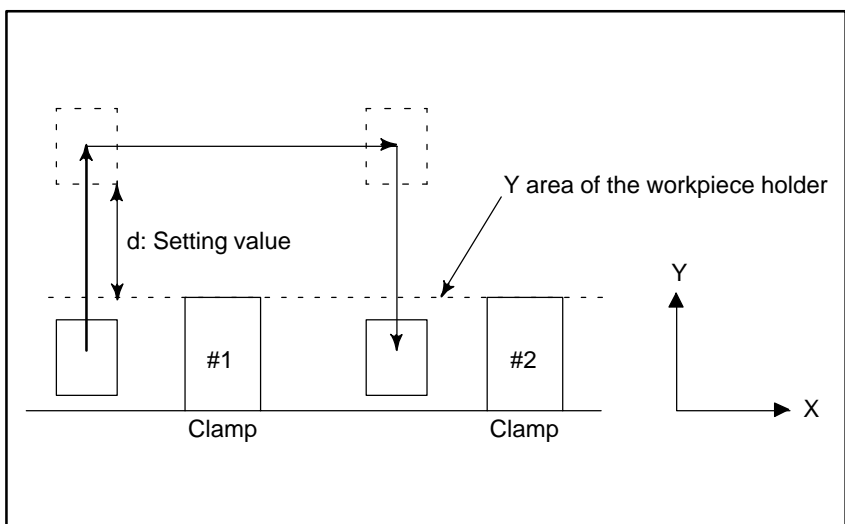 Y area of the workpiece holder
d: Setting value
Y
#1
#2
X
Clamp
Clamp